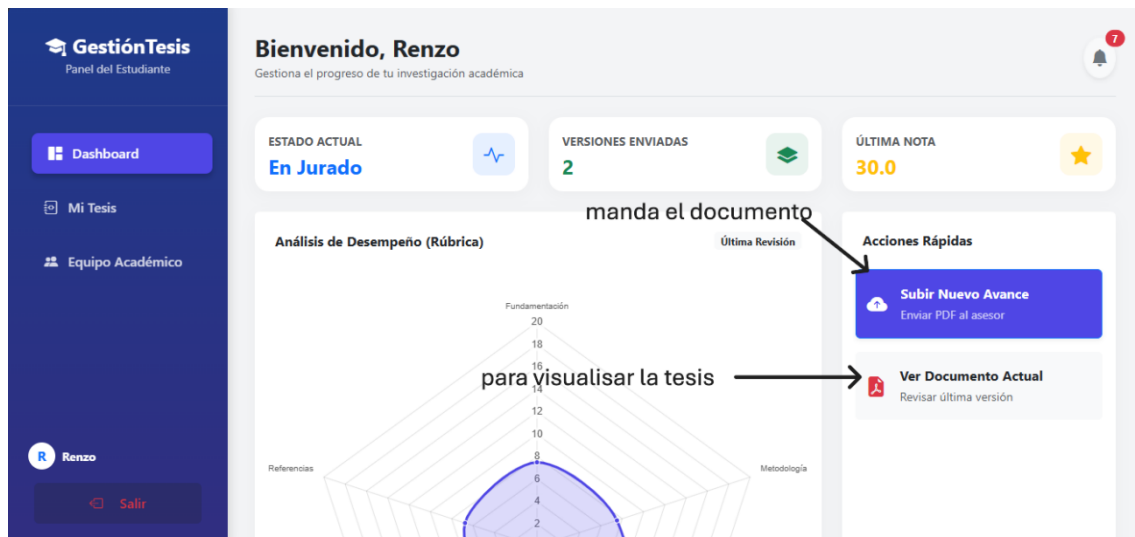 GestiónTesis
Panel del Estudiante
Dashboard
Mi Tesis
Equipo Académico
R Renzo
Salir
Bienvenido, Renzo
Gestiona el progreso de tu investigación académica
7
ESTADO ACTUAL
En Jurado
VERSIONES ENVIADAS
2
ÚLTIMA NOTA
30.0
manda el documento
Análisis de Desempeño (Rúbrica)
Última Revisión
Fundamentación
20
18
16
14
12
10
8
6
4
2
Referencias
Metodología
para visualisar la tesis
Acciones Rápidas
Subir Nuevo Avance
Enviar PDF al asesor
Ver Documento Actual
Revisar última versión